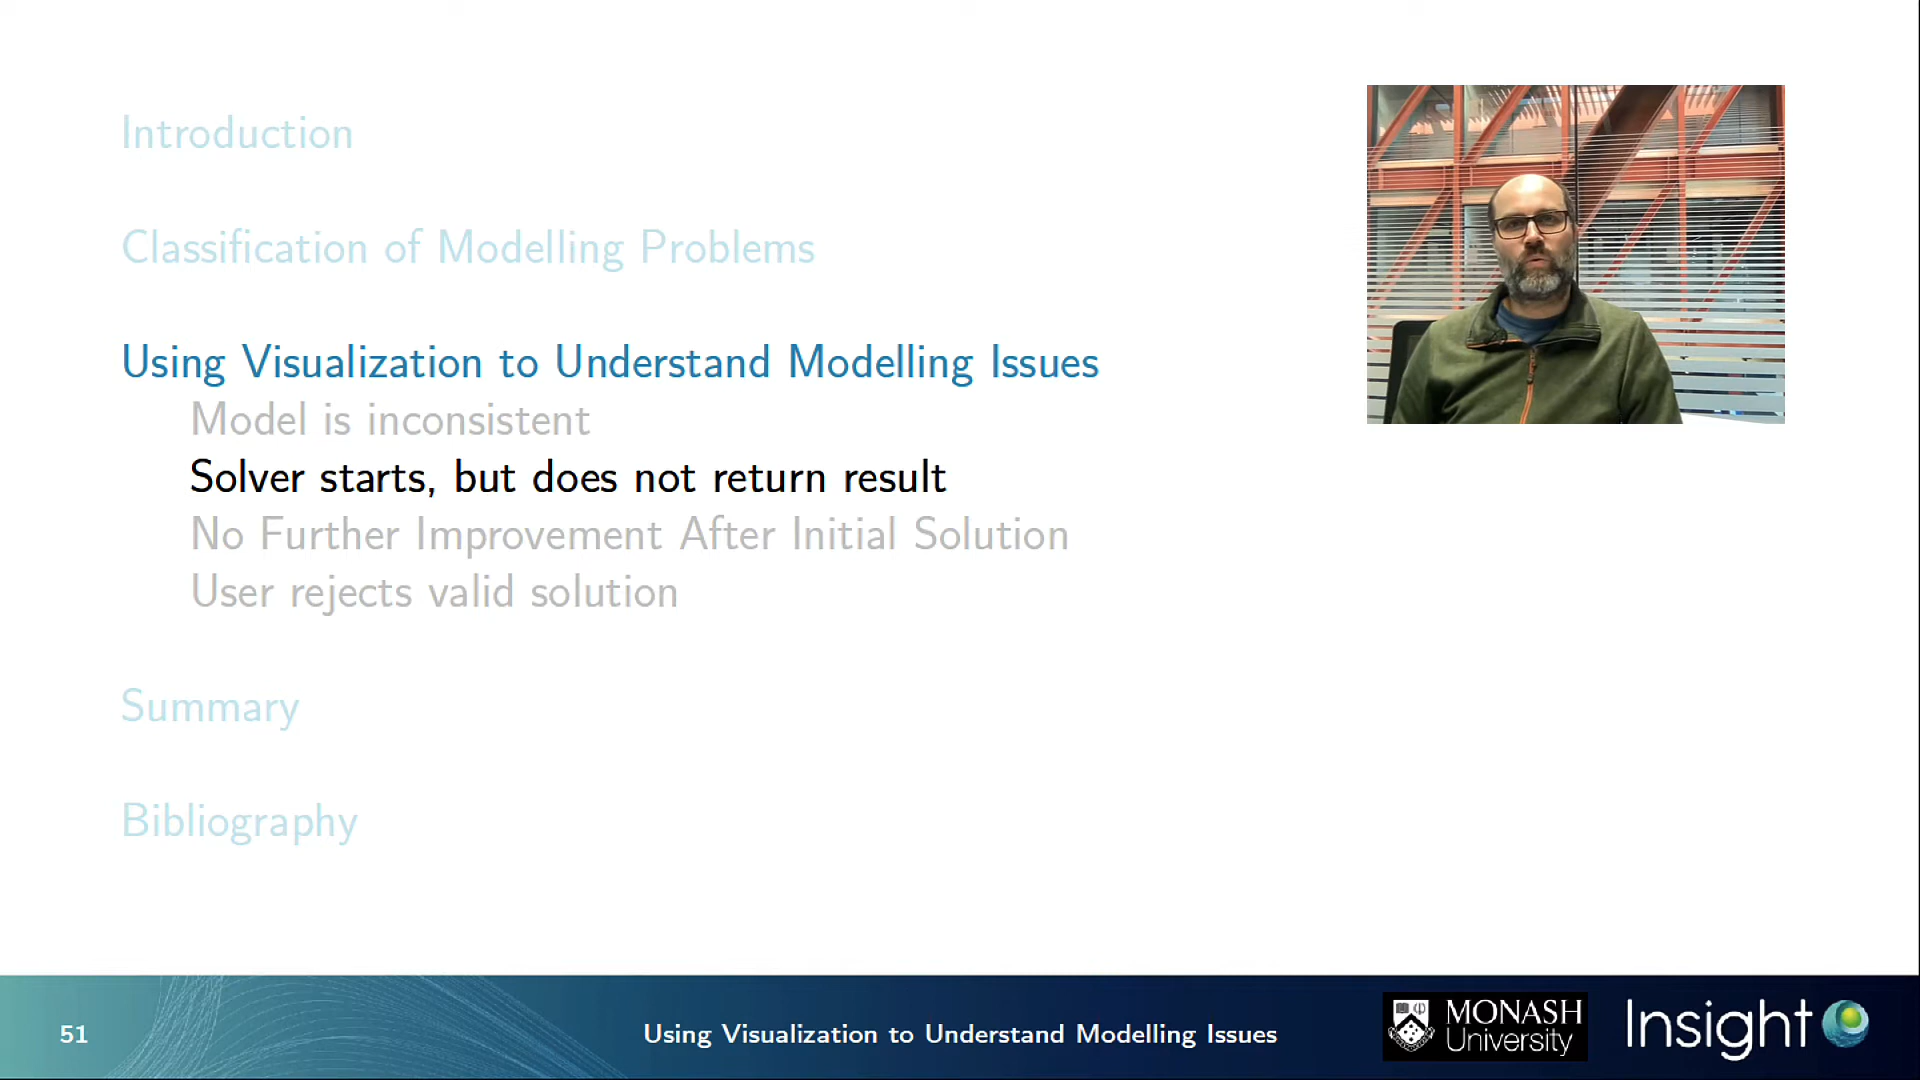 Introduction
Classification of Modelling Problems
Using Visualization to Understand Modelling Issues
Model is inconsistent
Solver starts, but does not return result
No Further Improvement After Initial Solution
User rejects valid solution
Summary
Bibliography
51
Using Visualization to Understand Modelling Issues
MONASH
University
Insight